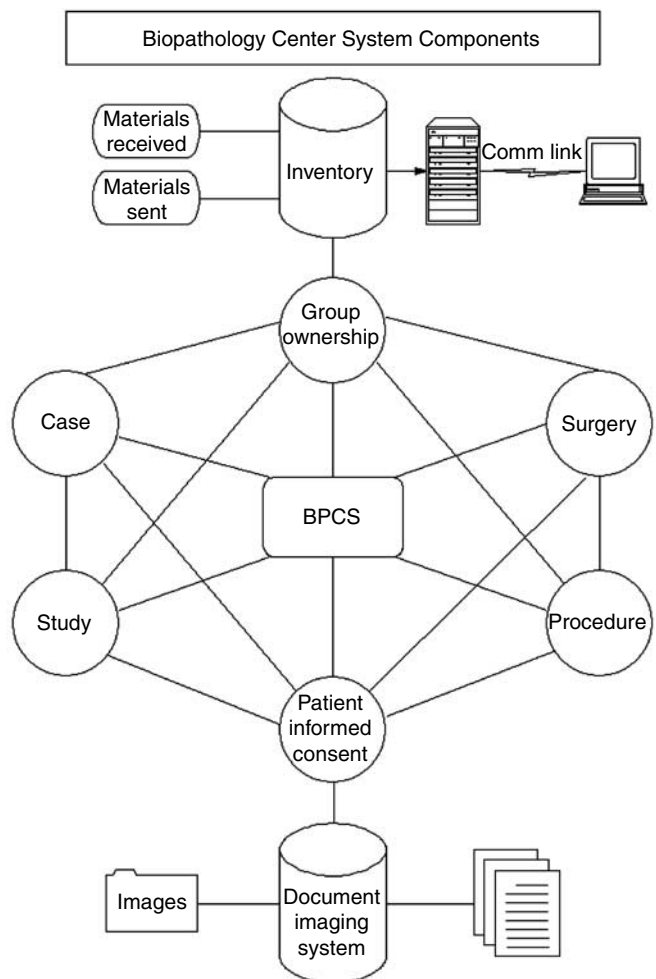 Biopathology Center System Components
Materials
received
Materials
sent
Inventory
Comm link
Group
ownership
Case
Surgery
BPCS
Study
Procedure
Patient
informed
consent
Images
Document
imaging
system